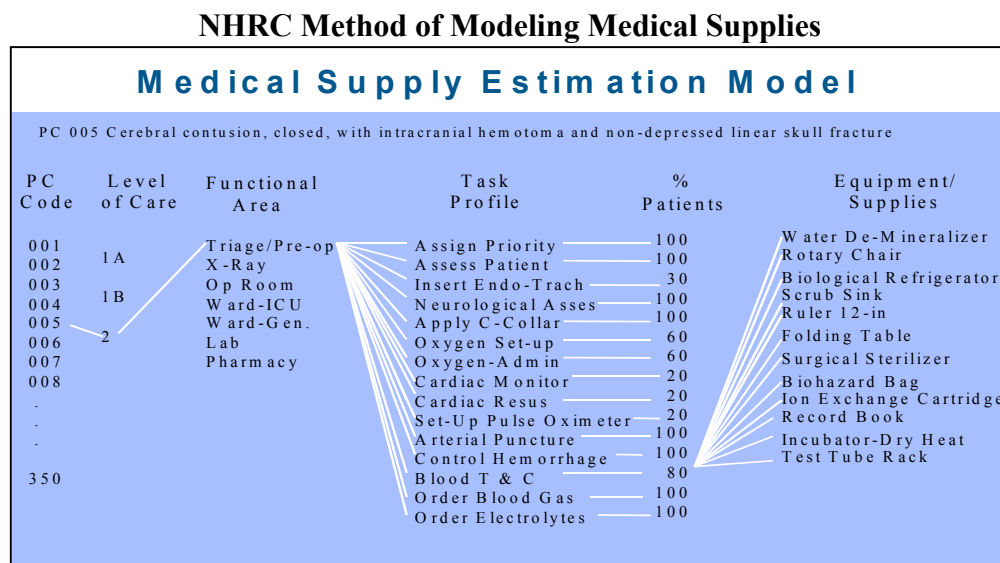 NHRC Method of Modeling Medical Supplies
Medical Supply Estimation Model
PC 005 Cerebral contusion, closed, with intracranial hemotoma and non-depressed linear skull fracture
PC Code
Level of Care
Functional Area
Task Profile
% Patients
Equipment/ Supplies
001
002
003
004
005
006
007
008
.
.
.
350
1A
1B
2
Triage/Pre-op
X-Ray
Op Room
Ward-ICU
Ward-Gen.
Lab
Pharmacy
Assign Priority 100
Assess Patient 100
Insert Endo-Trach 30
Neurological Asses 100
Apply C-Collar 100
Oxygen Set-up 60
Oxygen-Admin 60
Cardiac Monitor 20
Cardiac Resus 20
Set-Up Pulse Oximeter 20
Arterial Puncture 100
Control Hemorrhage 100
Blood T & C 80
Order Blood Gas 100
Order Electrolytes 100
Water De-Mineralizer
Rotary Chair
Biological Refrigerator
Scrub Sink
Ruler 12-in
Folding Table
Surgical Sterilizer
Biohazard Bag
Ion Exchange Cartridge
Record Book
Incubator-Dry Heat
Test Tube Rack